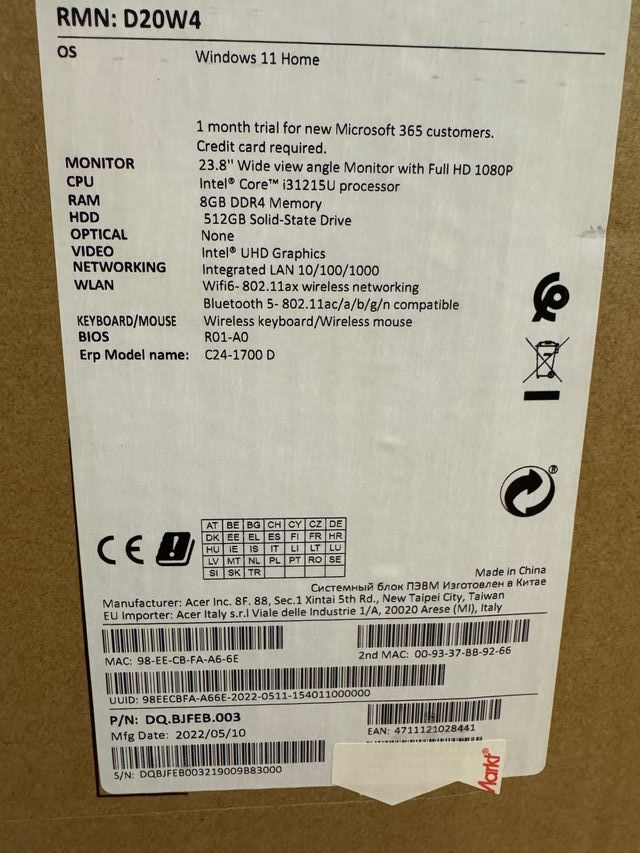 RMN: D20W4
OS Windows 11 Home
1 month trial for new Microsoft 365 customers.
Credit card required.
MONITOR 23.8" Wide view angle Monitor with Full HD 1080P
CPU Intel® Core™ i31215U processor
RAM 8GB DDR4 Memory
HDD 512GB Solid-State Drive
OPTICAL None
VIDEO Intel® UHD Graphics
NETWORKING Integrated LAN 10/100/1000
WLAN Wifi6- 802.11ax wireless networking
Bluetooth 5- 802.11ac/a/b/g/n compatible
KEYBOARD/MOUSE Wireless keyboard/Wireless mouse
BIOS R01-A0
Erp Model name: C24-1700 D
®
CE
AT BE BG CH CY CZ DE
DK EE EL ES FI FR HR
HU IE IS IT LI LT LU
LV MT NL PL PT RO SE
SI SK TR
Made in China
Системный блок ПЭВМ Изготовлен в Китае
Manufacturer: Acer Inc. 8F. 88, Sec.1 Xintai 5th Rd., New Taipei City, Taiwan
EU Importer: Acer Italy s.r.l Viale delle Industrie 1/A, 20020 Arese (MI), Italy
MAC: 98-EE-CB-FA-A6-6E 2nd MAC: 00-93-37-BB-92-66
UUID: 98EECBFA-A66E-2022-0511-154011000000
P/N: DQ.BJFEB.003
Mfg Date: 2022/05/10 EAN: 4711121028441
S/N: DQBJFEB003219009B83000
Markt®